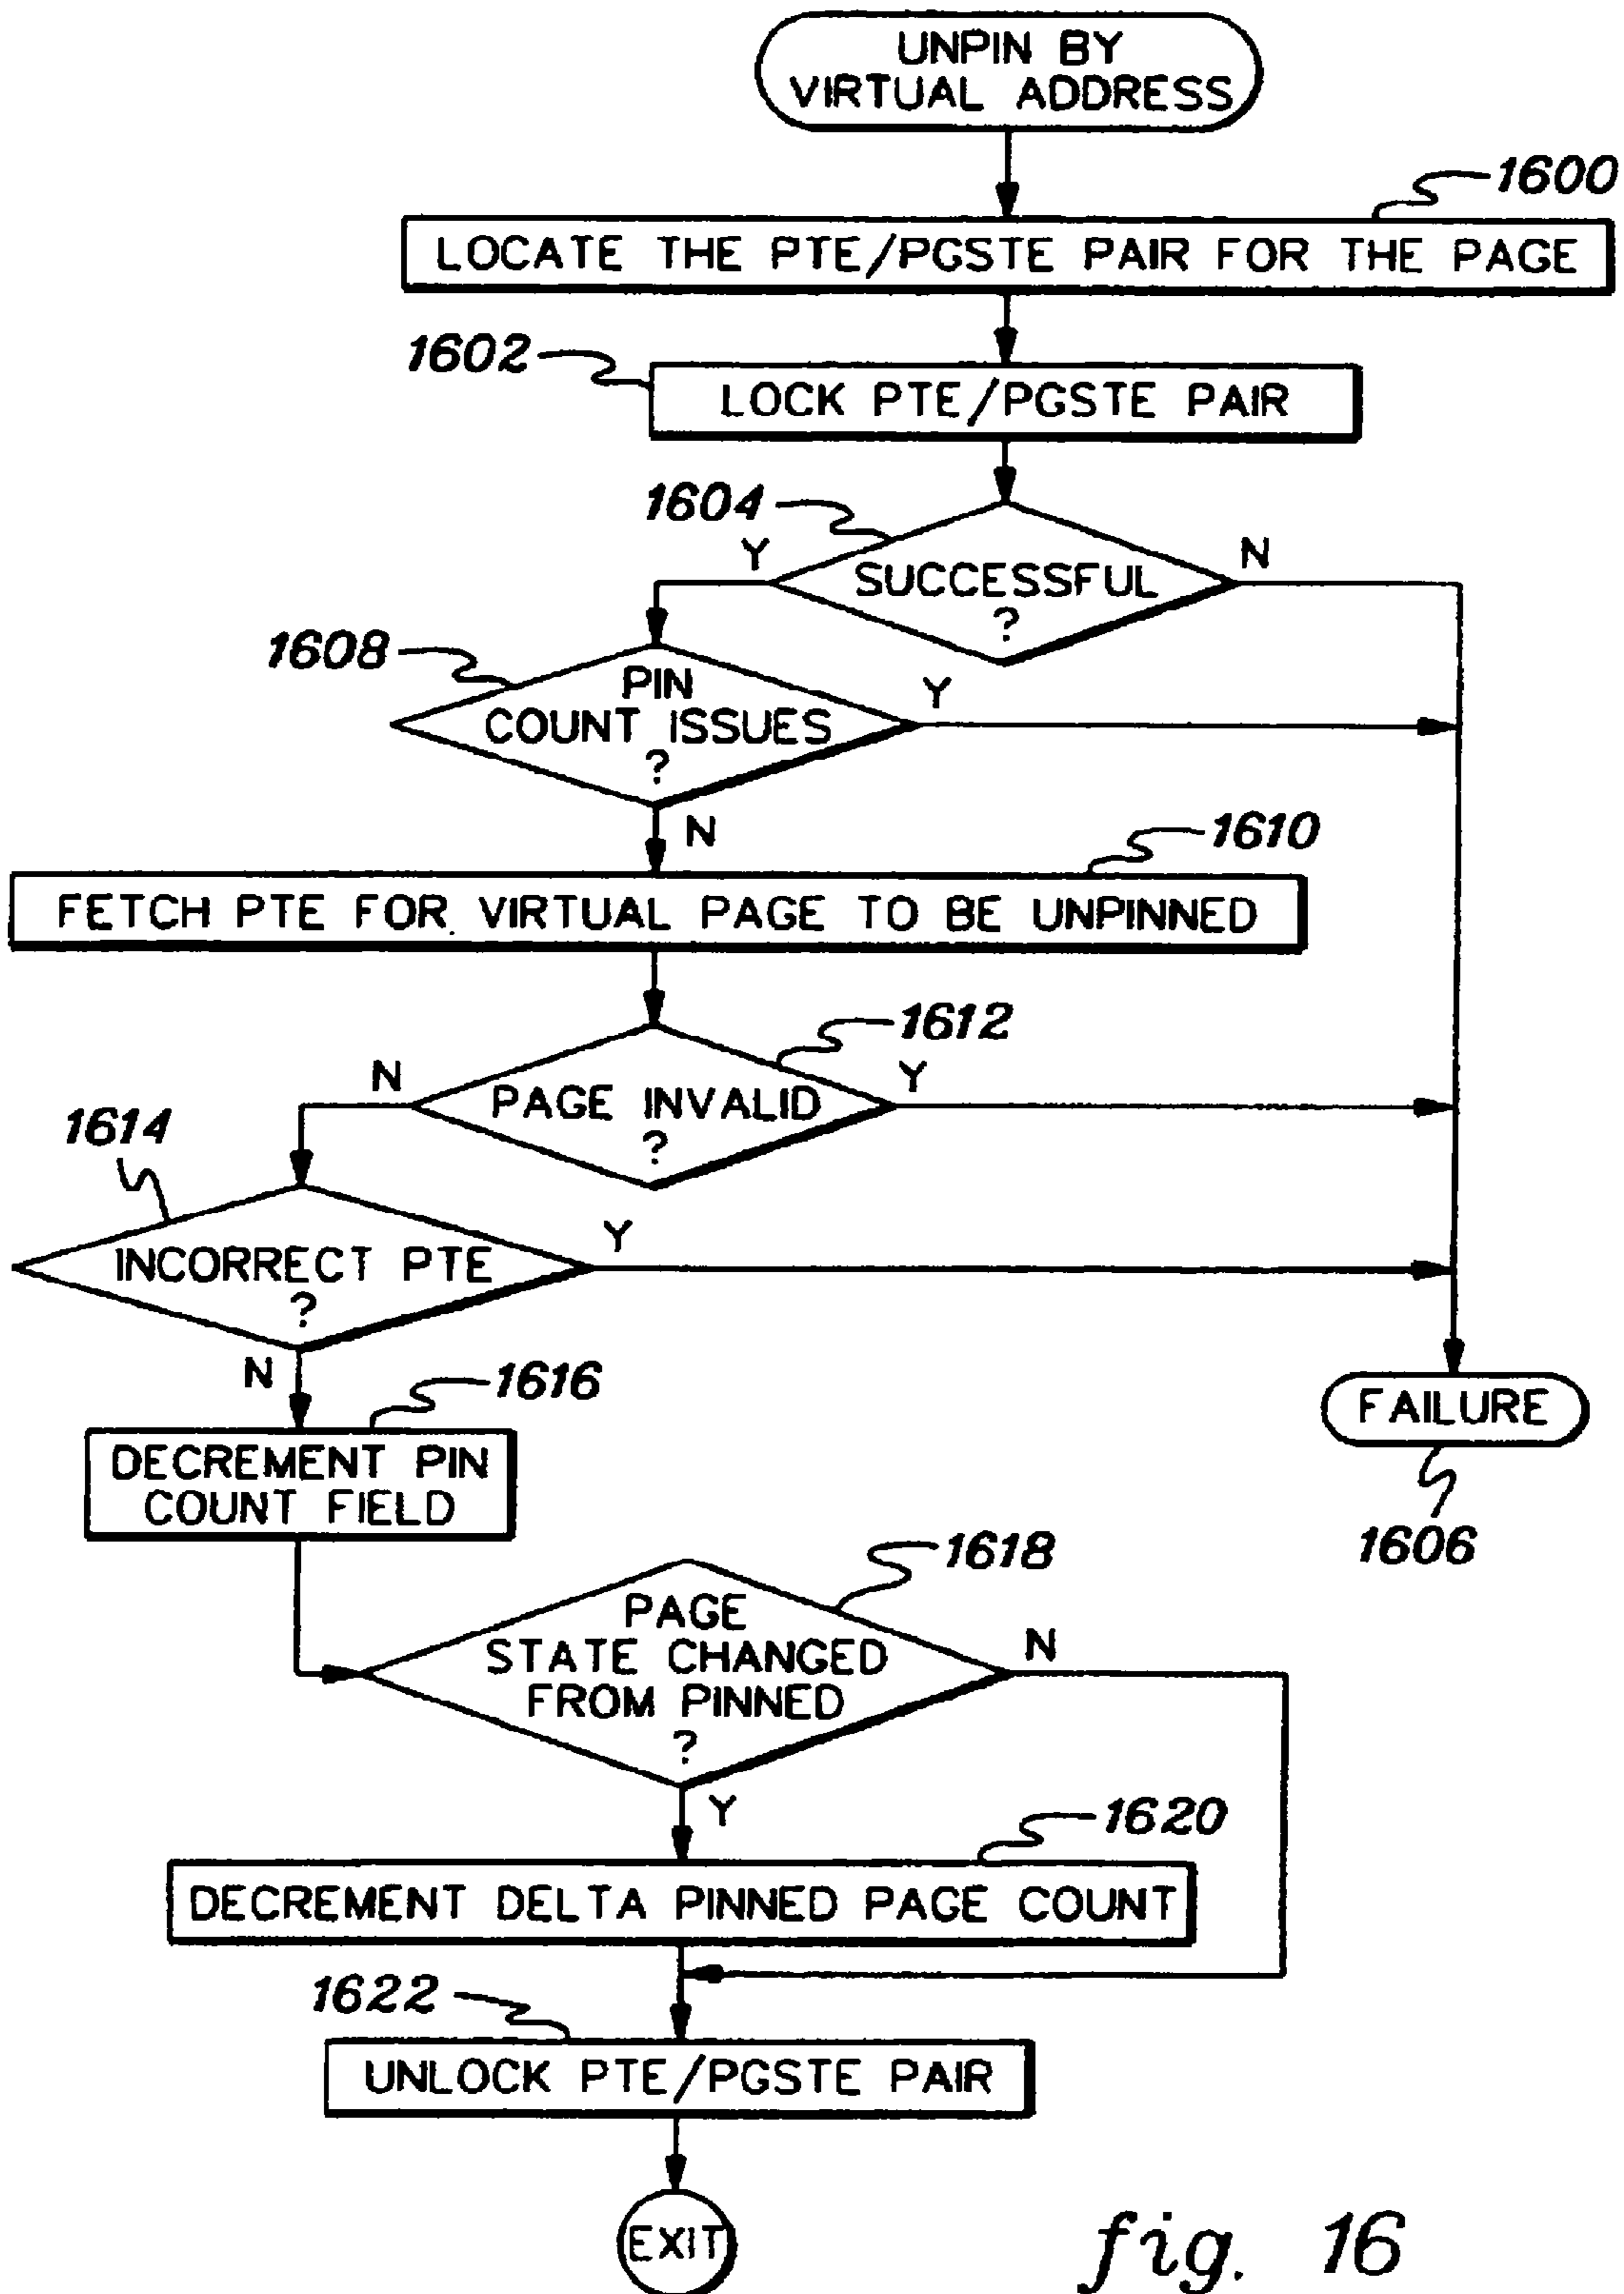 UNPIN BY
VIRTUAL ADDRESS
1600
LOCATE THE PTE/PGSTE PAIR FOR THE PAGE
1602
LOCK PTE/PGSTE PAIR
1604
Y
N
SUCCESSFUL
?
1608
PIN
COUNT ISSUES
?
Y
N
1610
FETCH PTE FOR VIRTUAL PAGE TO BE UNPINNED
1612
N
Y
PAGE INVALID
?
1614
INCORRECT PTE
?
Y
N
1616
DECREMENT PIN
COUNT FIELD
FAILURE
1606
1618
PAGE
STATE CHANGED
FROM PINNED
?
N
Y
1620
DECREMENT DELTA PINNED PAGE COUNT
1622
UNLOCK PTE/PGSTE PAIR
EXIT
fig. 16